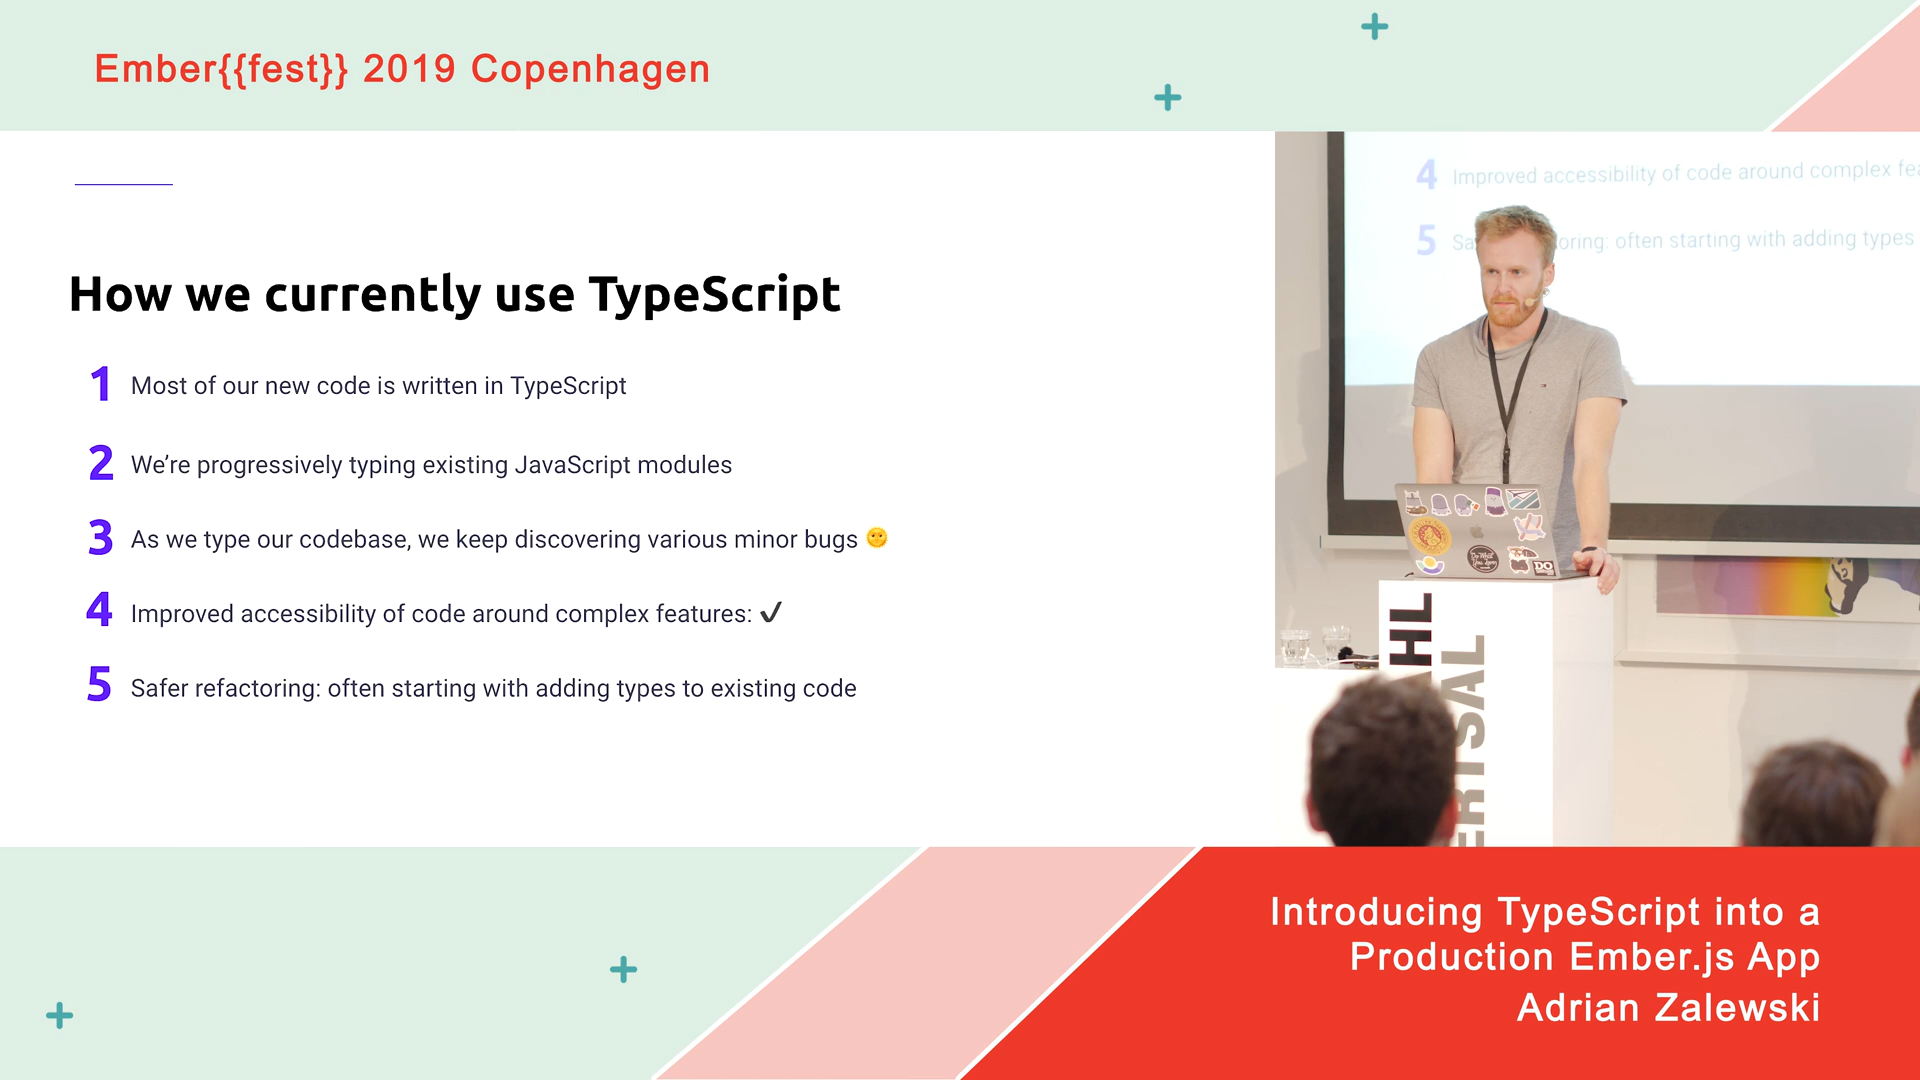 Ember{{fest}} 2019 Copenhagen
How we currently use TypeScript
1 Most of our new code is written in TypeScript
2 We’re progressively typing existing JavaScript modules
3 As we type our codebase, we keep discovering various minor bugs 🌞
4 Improved accessibility of code around complex features: ✔
5 Safer refactoring: often starting with adding types to existing code
4 Improved accessibility of code around complex fea
5 Sa oring: often starting with adding types
DO
AHL
ERTSAL
Introducing TypeScript into a
Production Ember.js App
Adrian Zalewski